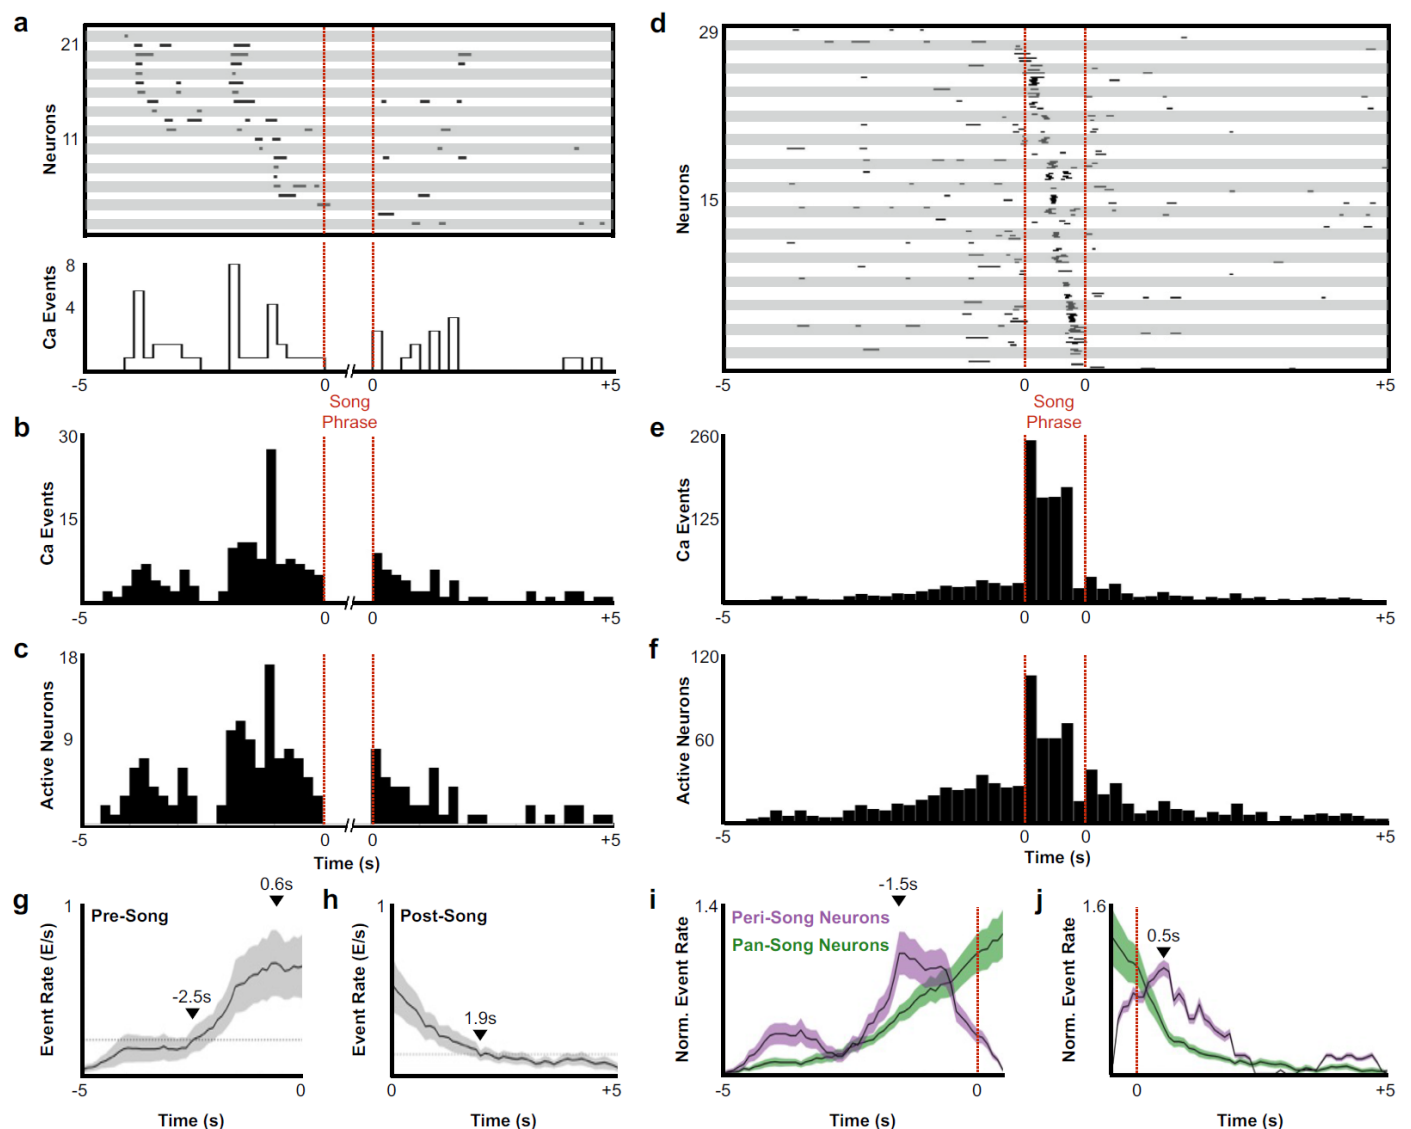 a
21
11
Neurons
8
4
Ca Events
-5
0
0
+5
Song
Phrase
b
30
15
Ca Events
-5
0
0
+5
c
18
9
Active Neurons
-5
0
0
+5
Time (s)
d
29
15
Neurons
-5
0
0
+5
Song
Phrase
e
260
125
Ca Events
-5
0
0
+5
f
120
60
Active Neurons
-5
0
0
+5
Time (s)
g
1
Pre-Song
0.6s
-2.5s
Event Rate (E/s)
-5
0
Time (s)
h
1
Post-Song
1.9s
Event Rate (E/s)
0
+5
Time (s)
i
1.4
-1.5s
Peri-Song Neurons
Pan-Song Neurons
Norm. Event Rate
-5
0
Time (s)
j
1.6
0.5s
Norm. Event Rate
0
+5
Time (s)